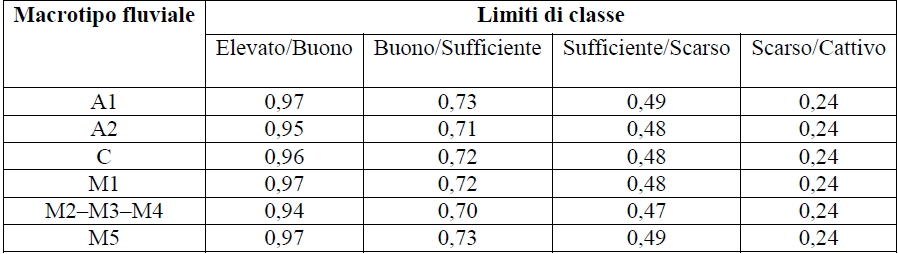 Macrotipo fluviale Limiti di classe
Elevato/Buono Buono/Sufficiente Sufficiente/Scarso Scarso/Cattivo
A1 0,97 0,73 0,49 0,24
A2 0,95 0,71 0,48 0,24
C 0,96 0,72 0,48 0,24
M1 0,97 0,72 0,48 0,24
M2–M3–M4 0,94 0,70 0,47 0,24
M5 0,97 0,73 0,49 0,24